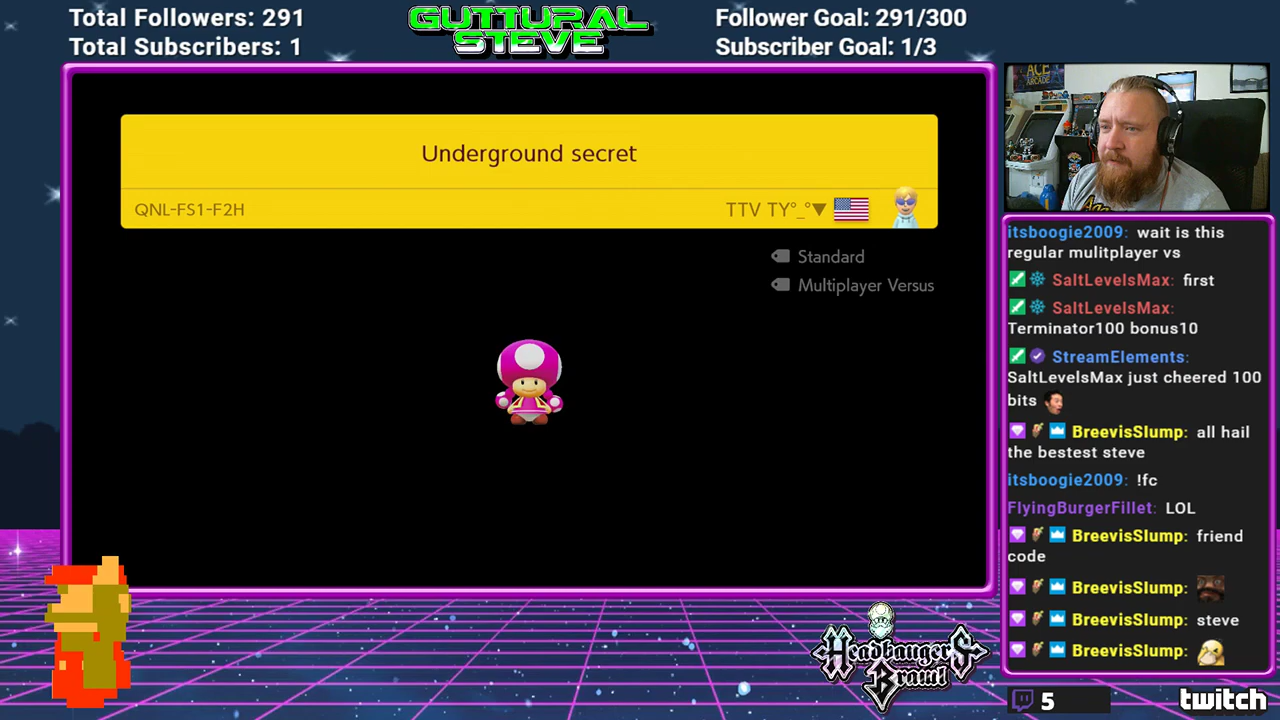 Total Followers: 291
Total Subscribers: 1
GUTTURAL
STEVE
Follower Goal: 291/300
Subscriber Goal: 1/3
Underground secret
QNL-FS1-F2H
TTV TY°_°▼
Standard
Multiplayer Versus
ACE
ARCADE
itsboogie2009: wait is this
regular mulitplayer vs
SaltLevelsMax: first
SaltLevelsMax:
Terminator100 bonus10
StreamElements:
SaltLevelsMax just cheered 100
bits
BreevisSlump: all hail
the bestest steve
itsboogie2009: !fc
FlyingBurgerFillet: LOL
BreevisSlump: friend
code
BreevisSlump:
BreevisSlump: steve
BreevisSlump:
Headbangers
Brawl
5
twitch